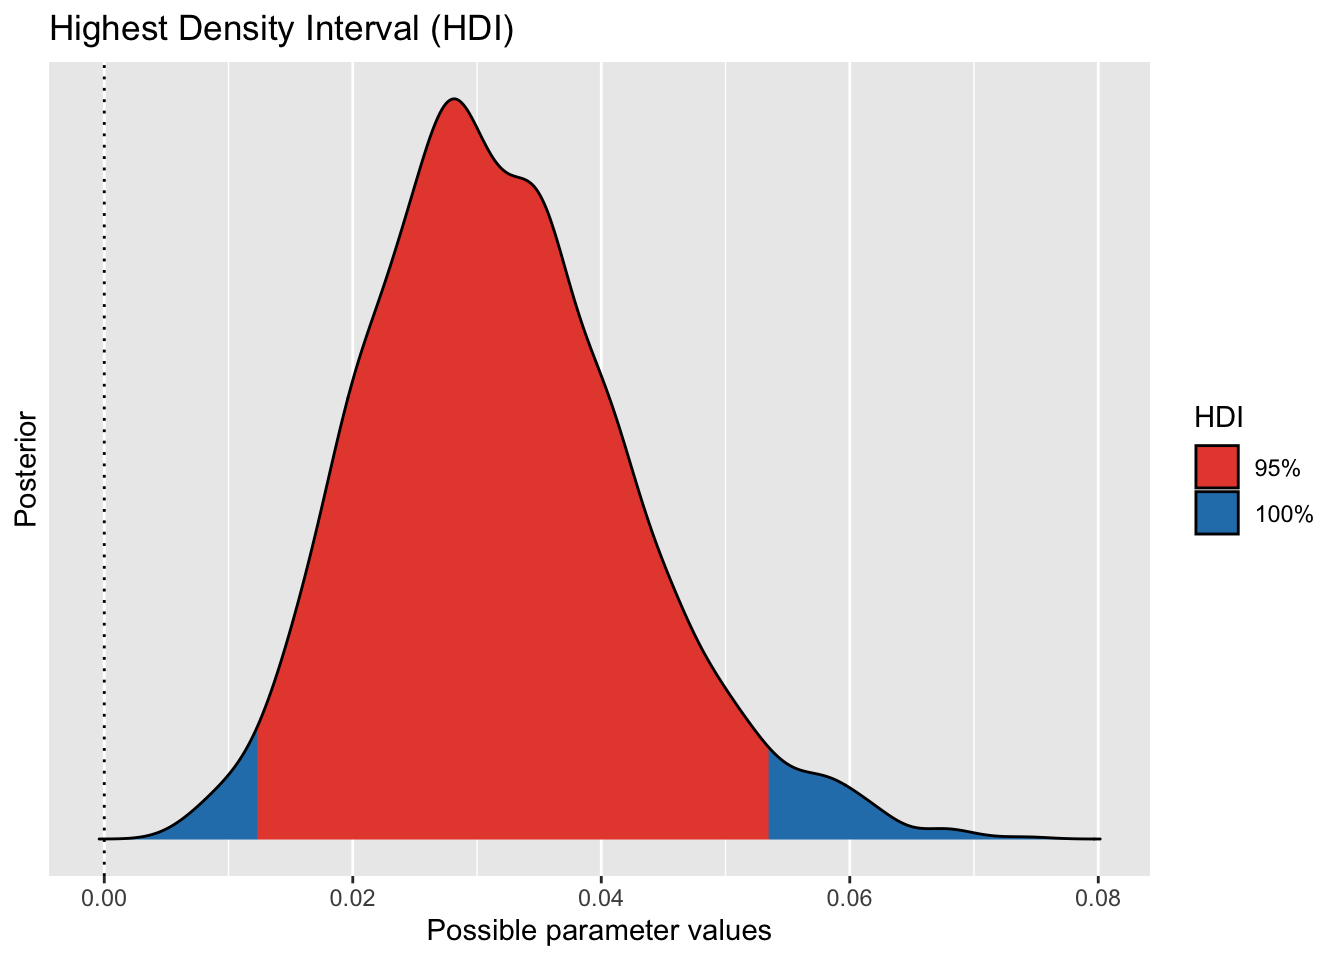 Highest Density Interval (HDI)
Posterior
HDI
95%
100%
0.00 0.02 0.04 0.06 0.08
Possible parameter values